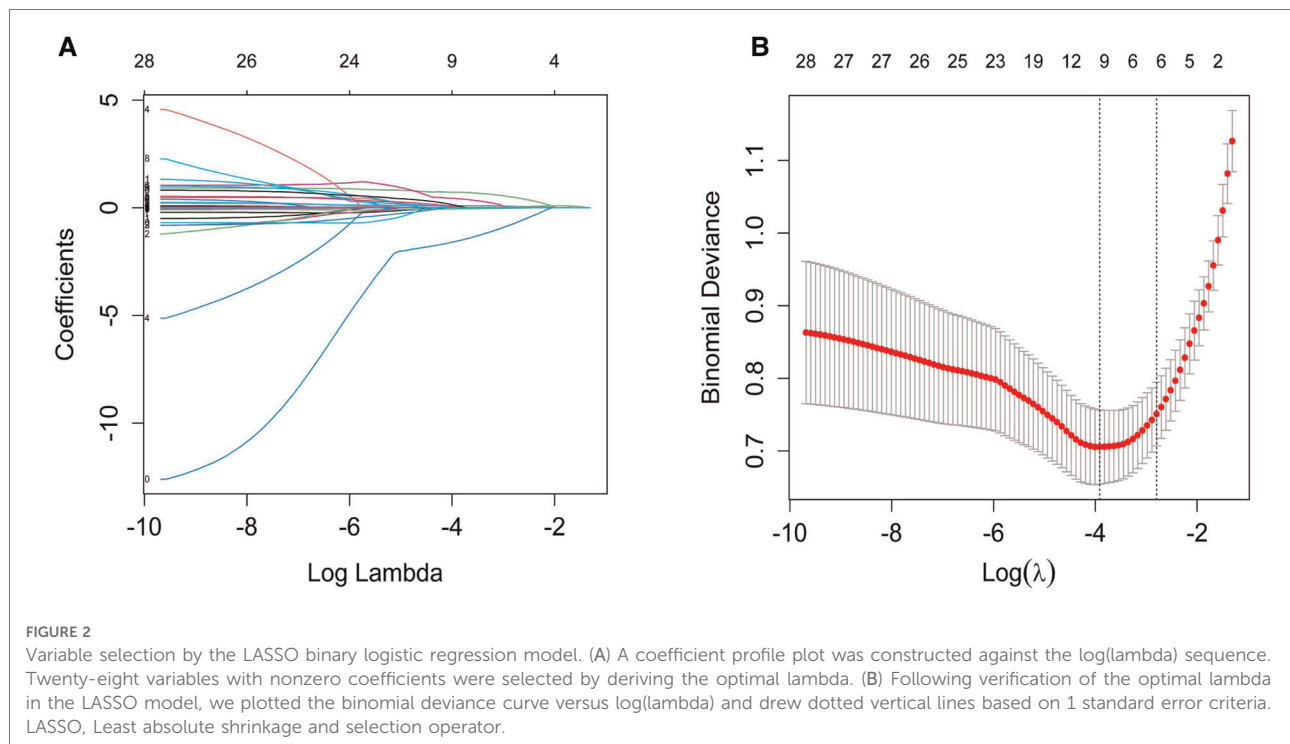 A
28 26 24 9 4
5
0
-5
-10
Coefficients
4
8
1
2
4
0
-10 -8 -6 -4 -2
Log Lambda
B
28 27 27 26 25 23 19 12 9 6 6 5 2
1.1
1.0
0.9
0.8
0.7
Binomial Deviance
-10 -8 -6 -4 -2
Log(λ)
FIGURE 2
Variable selection by the LASSO binary logistic regression model. (A) A coefficient profile plot was constructed against the log(lambda) sequence.
Twenty-eight variables with nonzero coefficients were selected by deriving the optimal lambda. (B) Following verification of the optimal lambda
in the LASSO model, we plotted the binomial deviance curve versus log(lambda) and drew dotted vertical lines based on 1 standard error criteria.
LASSO, Least absolute shrinkage and selection operator.